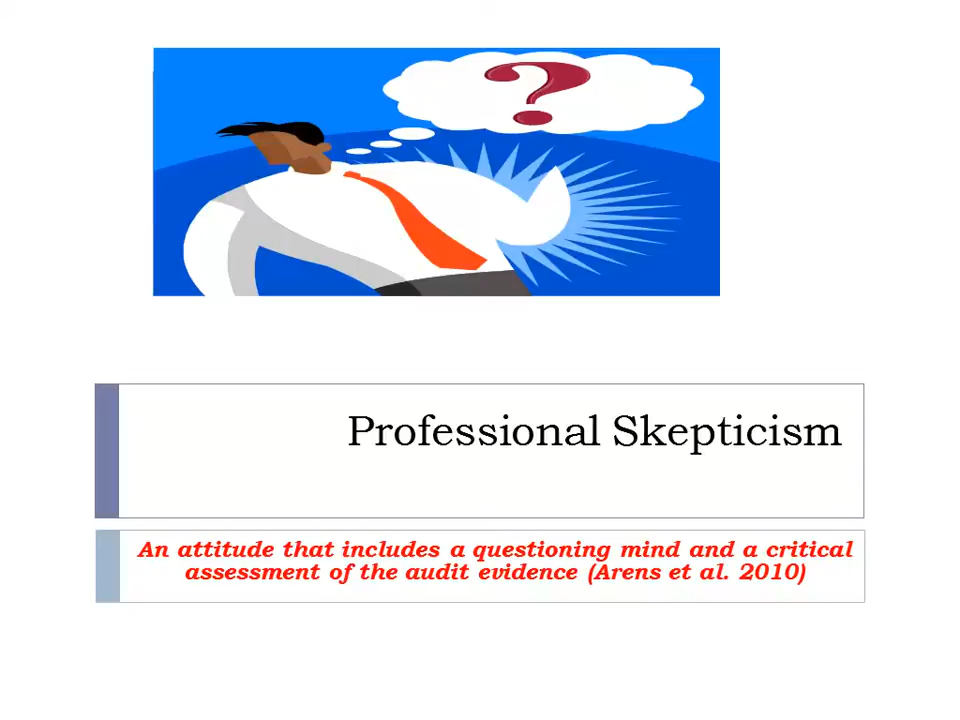 ?
Professional Skepticism
An attitude that includes a questioning mind and a critical
assessment of the audit evidence (Arens et al. 2010)